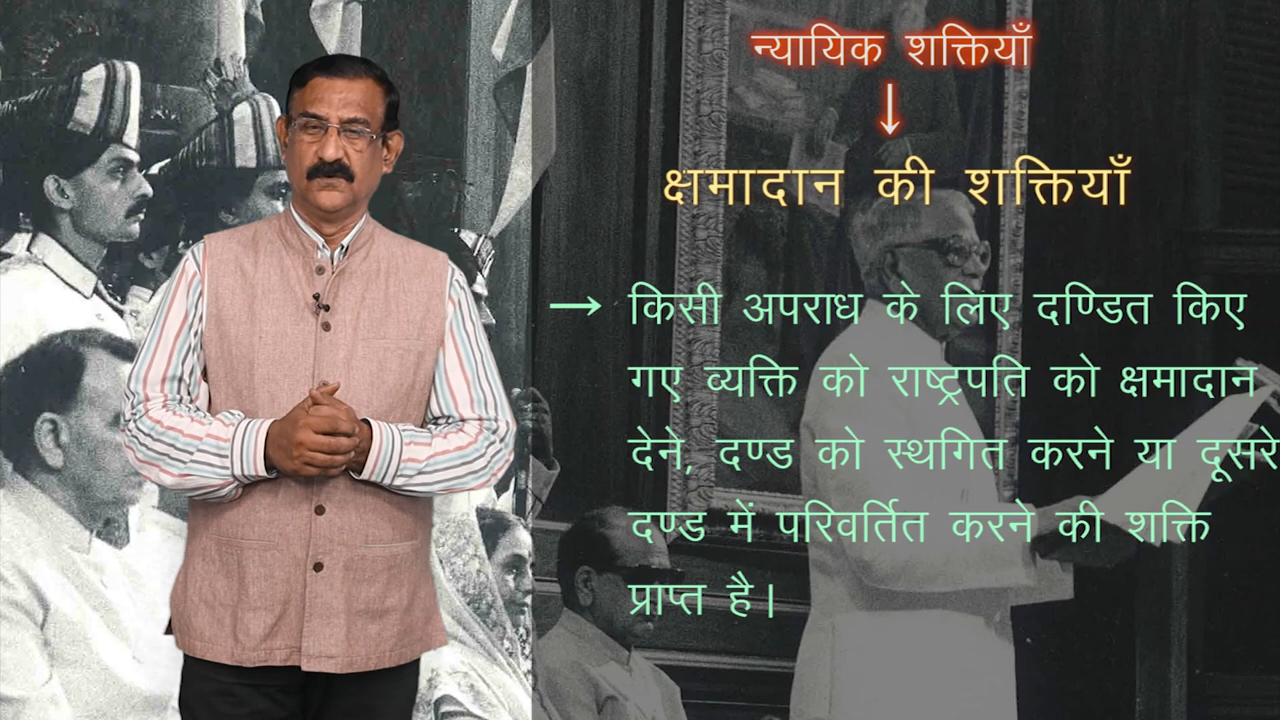 न्यायिक शक्तियाँ
↓
क्षमादान की शक्तियाँ
→ किसी अपराध के लिए दण्डित किए
गए व्यक्ति को राष्ट्रपति को क्षमादान
देने, दण्ड को स्थगित करने या दूसरे
दण्ड में परिवर्तित करने की शक्ति
प्राप्त है।